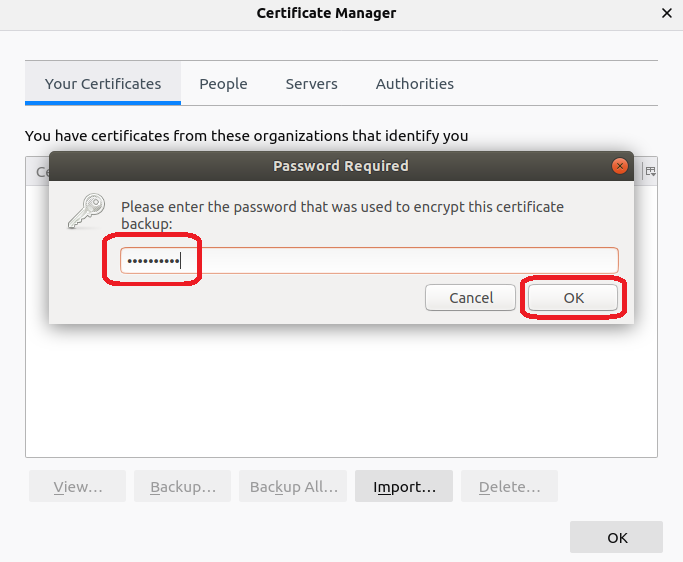 Certificate Manager
Your Certificates People Servers Authorities
You have certificates from these organizations that identify you
Ce
Password Required
Please enter the password that was used to encrypt this certificate
backup:
••••••••••
Cancel OK
View… Backup… Backup All… Import… Delete…
OK